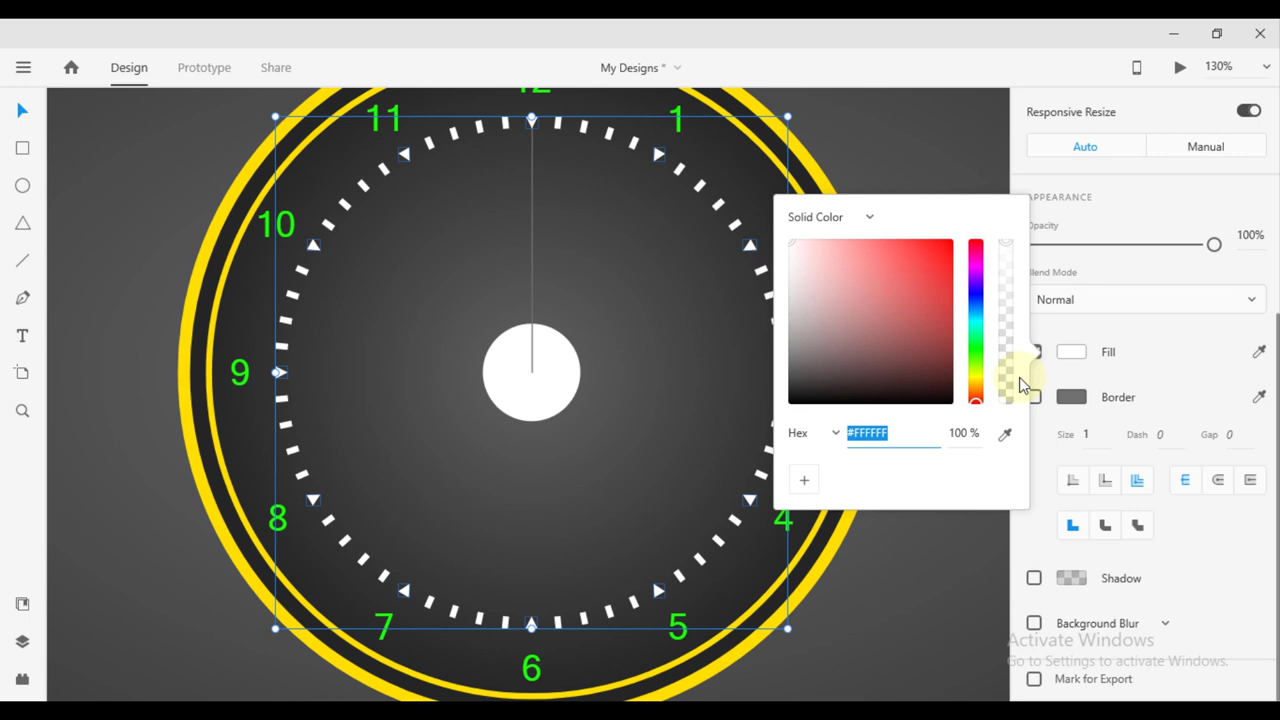 Design
Prototype
Share
My Designs *
130%
Responsive Resize
Auto
Manual
APPEARANCE
Opacity
100%
Blend Mode
Normal
Solid Color
Fill
Border
Hex
#FFFFFF
100 %
Size 1
Dash 0
Gap 0
+
Shadow
Background Blur
Activate Windows
Go to Settings to activate Windows.
Mark for Export
12
11
1
10
9
8
4
7
5
6